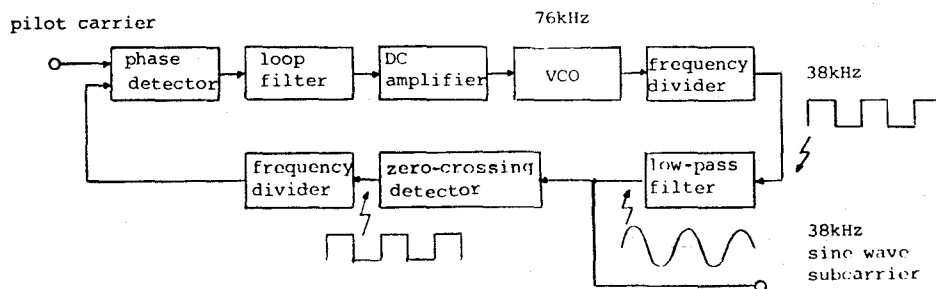 pilot carrier
76kHz
phase
detector
loop
filter
DC
amplifier
VCO
frequency
divider
38kHz
frequency
divider
zero-crossing
detector
low-pass
filter
38kHz
sine wave
subcarrier